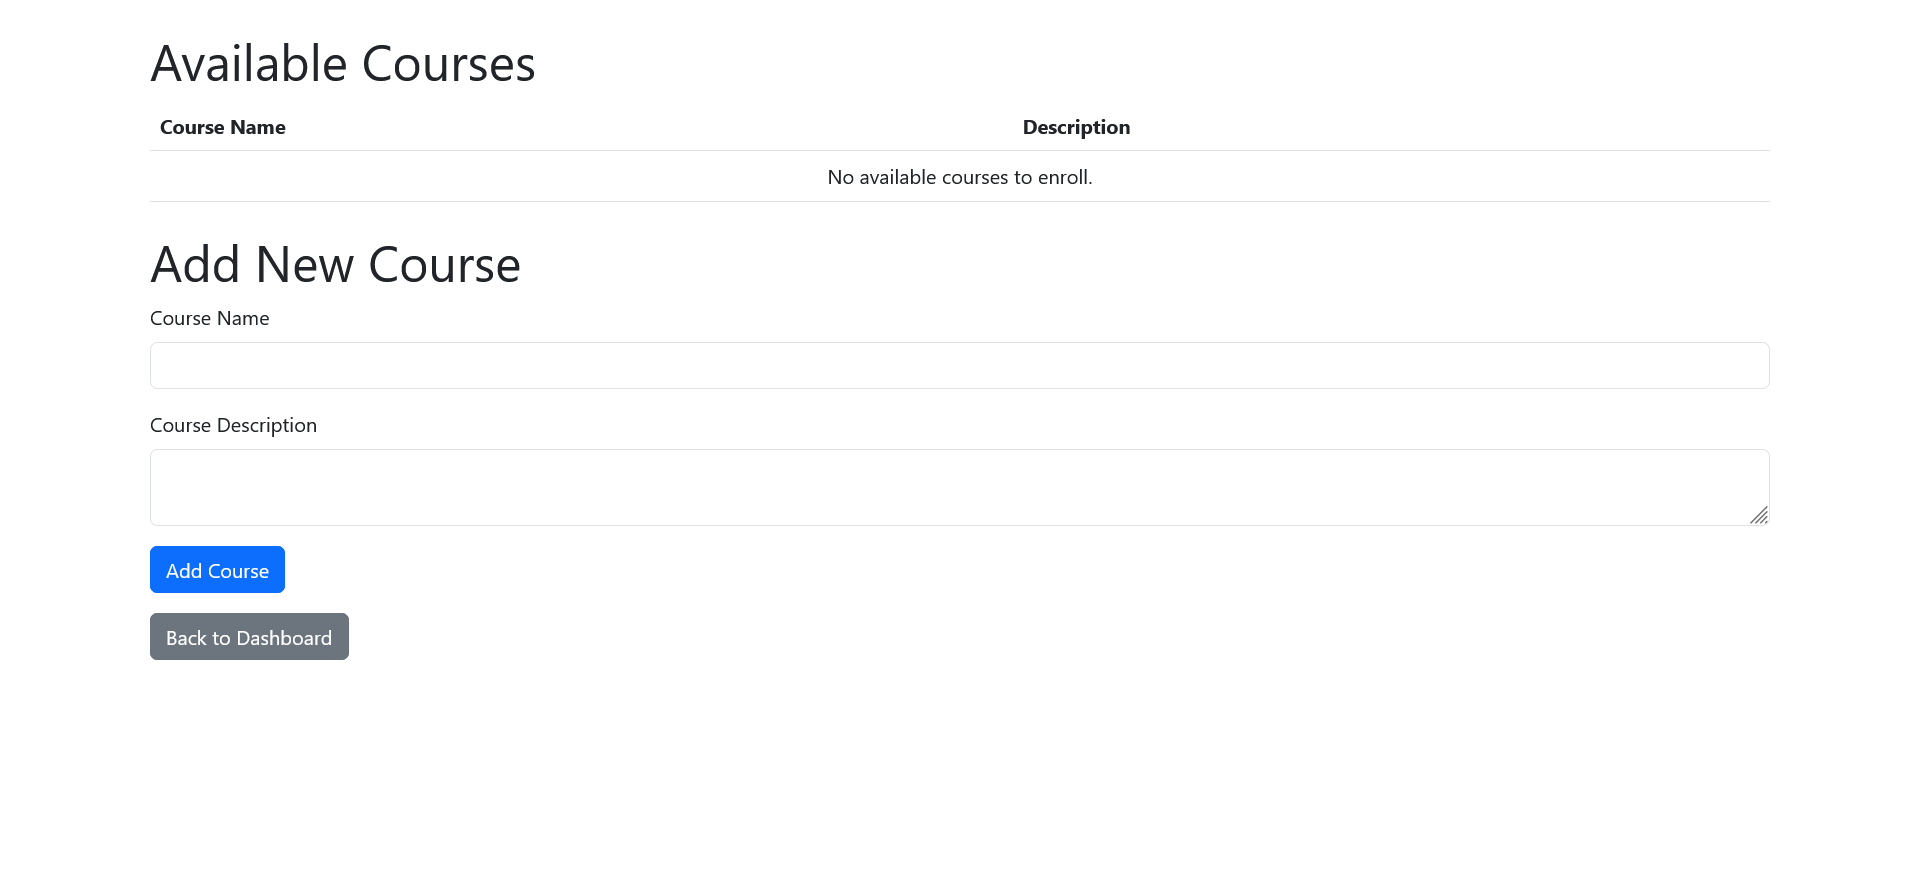 Available Courses
Course Name Description
No available courses to enroll.
Add New Course
Course Name
Course Description
Add Course
Back to Dashboard